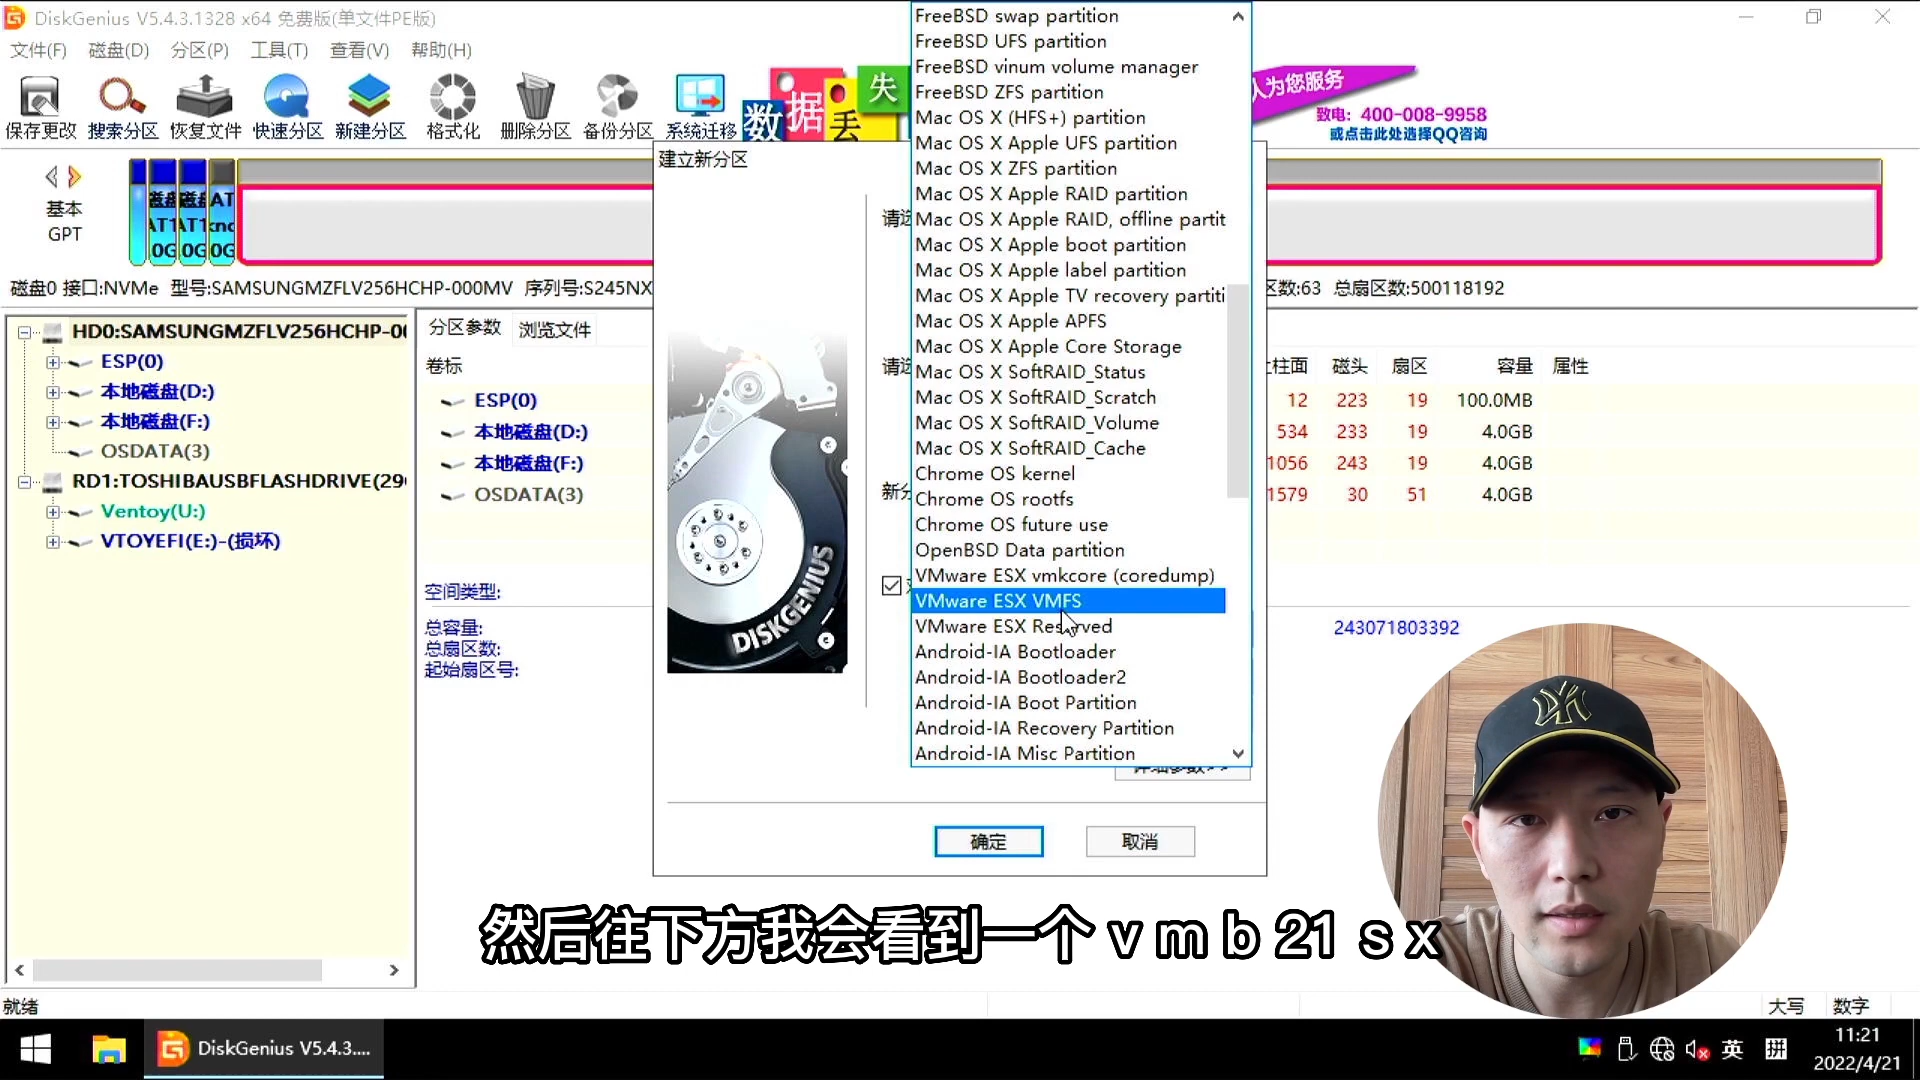 DiskGenius V5.4.3.1328 x64 免费版(单文件PE版)
文件(F) 磁盘(D) 分区(P) 工具(T) 查看(V) 帮助(H)
保存更改 搜索分区 恢复文件 快速分区 新建分区 格式化 删除分区 备份分区 系统迁移
数据丢失
人为您服务
致电：400-008-9958
或点击此处选择QQ咨询
基本
GPT
磁盘0 接口:NVMe 型号:SAMSUNGMZFLV256HCHP-000MV 序列号:S245NX
区数:63 总扇区数:500118192
HD0:SAMSUNGMZFLV256HCHP-00
ESP(0)
本地磁盘(D:)
本地磁盘(F:)
OSDATA(3)
RD1:TOSHIBAUSBFLASHDRIVE(29
Ventoy(U:)
VTOYEFI(E:)-(损坏)
分区参数 浏览文件
卷标
ESP(0)
本地磁盘(D:)
本地磁盘(F:)
OSDATA(3)
空间类型:
总容量:
总扇区数:
起始扇区号:
建立新分区
DISKGENIUS
FreeBSD swap partition
FreeBSD UFS partition
FreeBSD vinum volume manager
FreeBSD ZFS partition
Mac OS X (HFS+) partition
Mac OS X Apple UFS partition
Mac OS X ZFS partition
Mac OS X Apple RAID partition
Mac OS X Apple RAID, offline partit
Mac OS X Apple boot partition
Mac OS X Apple label partition
Mac OS X Apple TV recovery partiti
Mac OS X Apple APFS
Mac OS X Apple Core Storage
Mac OS X SoftRAID_Status
Mac OS X SoftRAID_Scratch
Mac OS X SoftRAID_Volume
Mac OS X SoftRAID_Cache
Chrome OS kernel
Chrome OS rootfs
Chrome OS future use
OpenBSD Data partition
VMware ESX vmkcore (coredump)
VMware ESX VMFS
VMware ESX Reserved
Android-IA Bootloader
Android-IA Bootloader2
Android-IA Boot Partition
Android-IA Recovery Partition
Android-IA Misc Partition
确定 取消
柱面 磁头 扇区 容量 属性
12 223 19 100.0MB
534 233 19 4.0GB
1056 243 19 4.0GB
1579 30 51 4.0GB
243071803392
然后往下方我会看到一个 v m b 21 s x
就绪
大写 数字
DiskGenius V5.4.3....
英 拼
11:21
2022/4/21